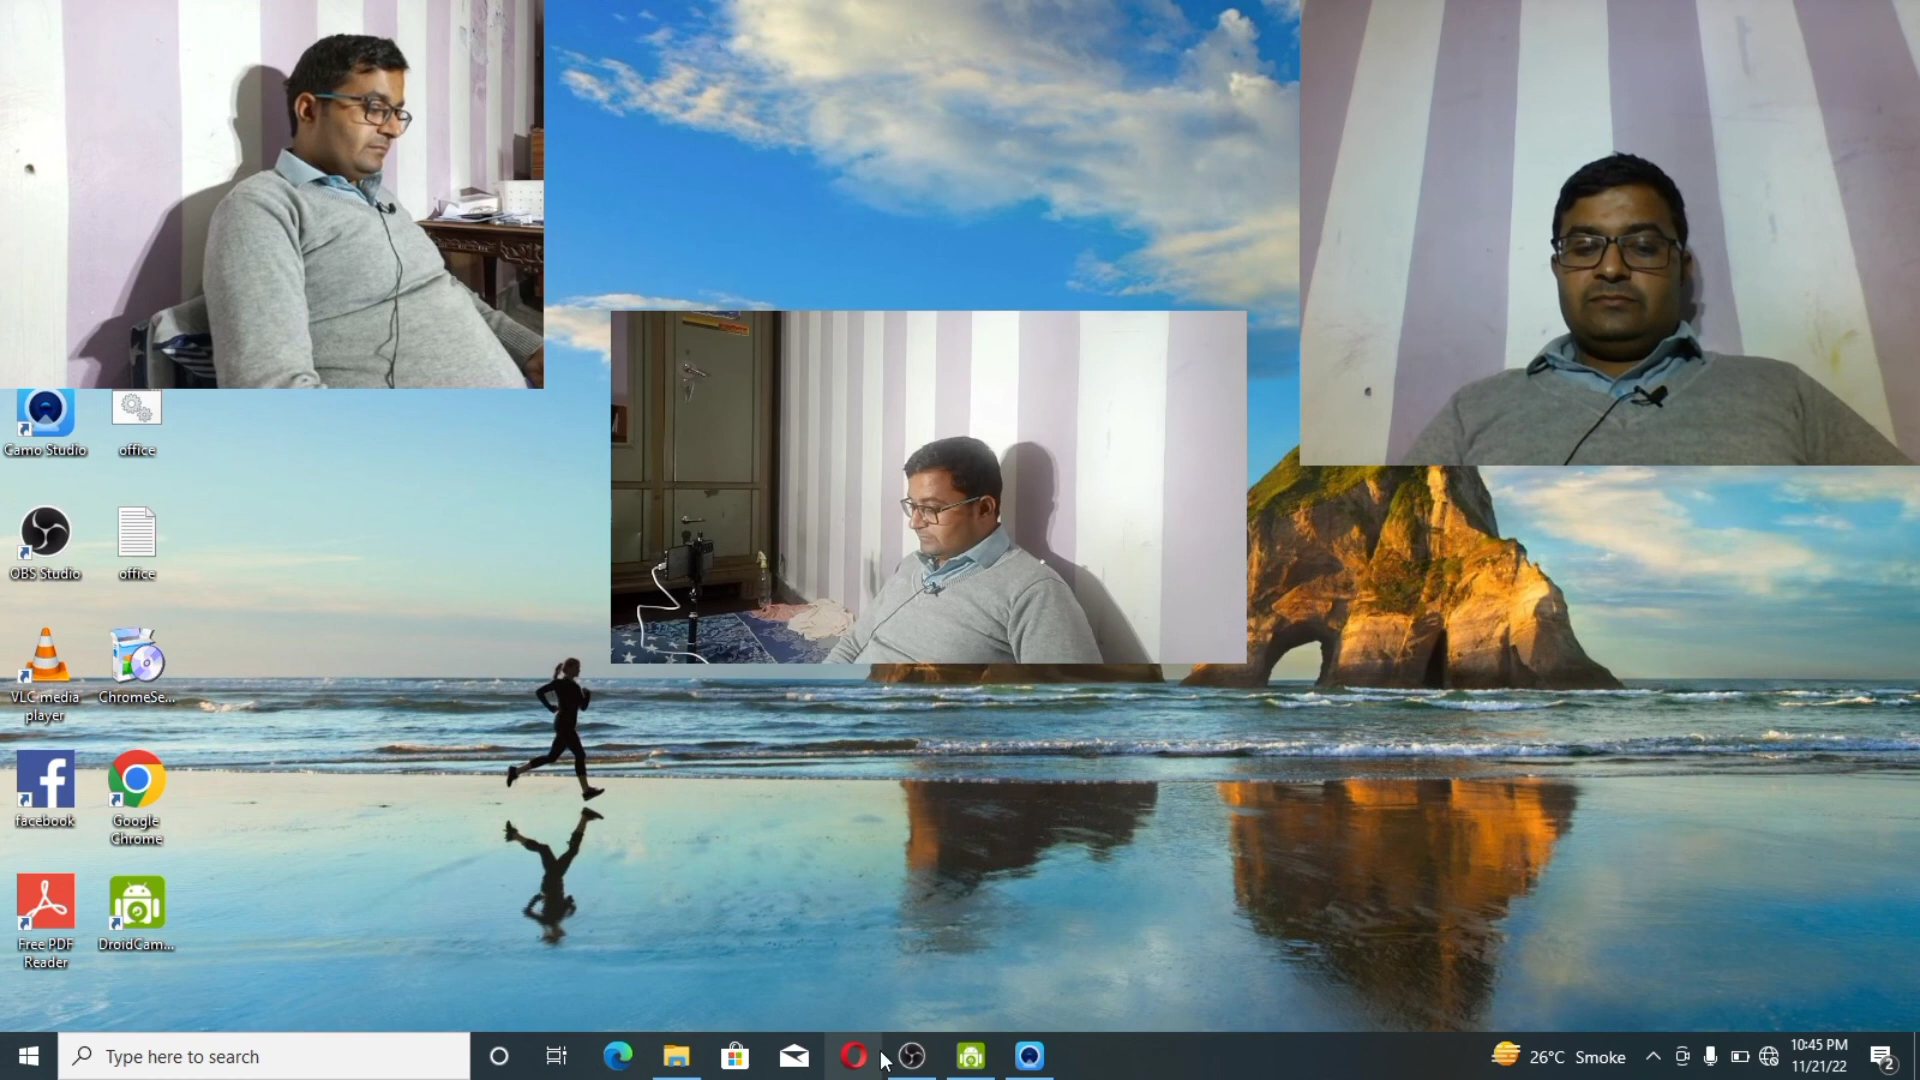 Camo Studio
office
OBS Studio
office
VLC media
player
ChromeSe...
facebook
Google
Chrome
Free PDF
Reader
DroidCam...
Type here to search
26°C Smoke
10:45 PM
11/21/22
2